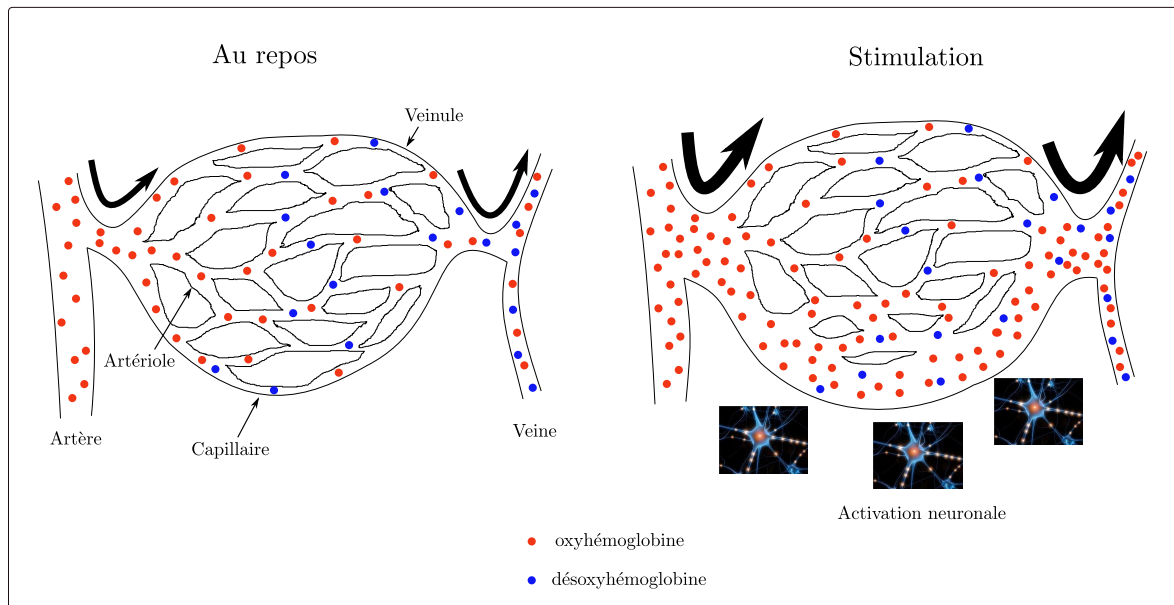 Au repos
Stimulation
Veinule
Artériole
Artère
Capillaire
Veine
Activation neuronale
oxyhémoglobine
désoxyhémoglobine